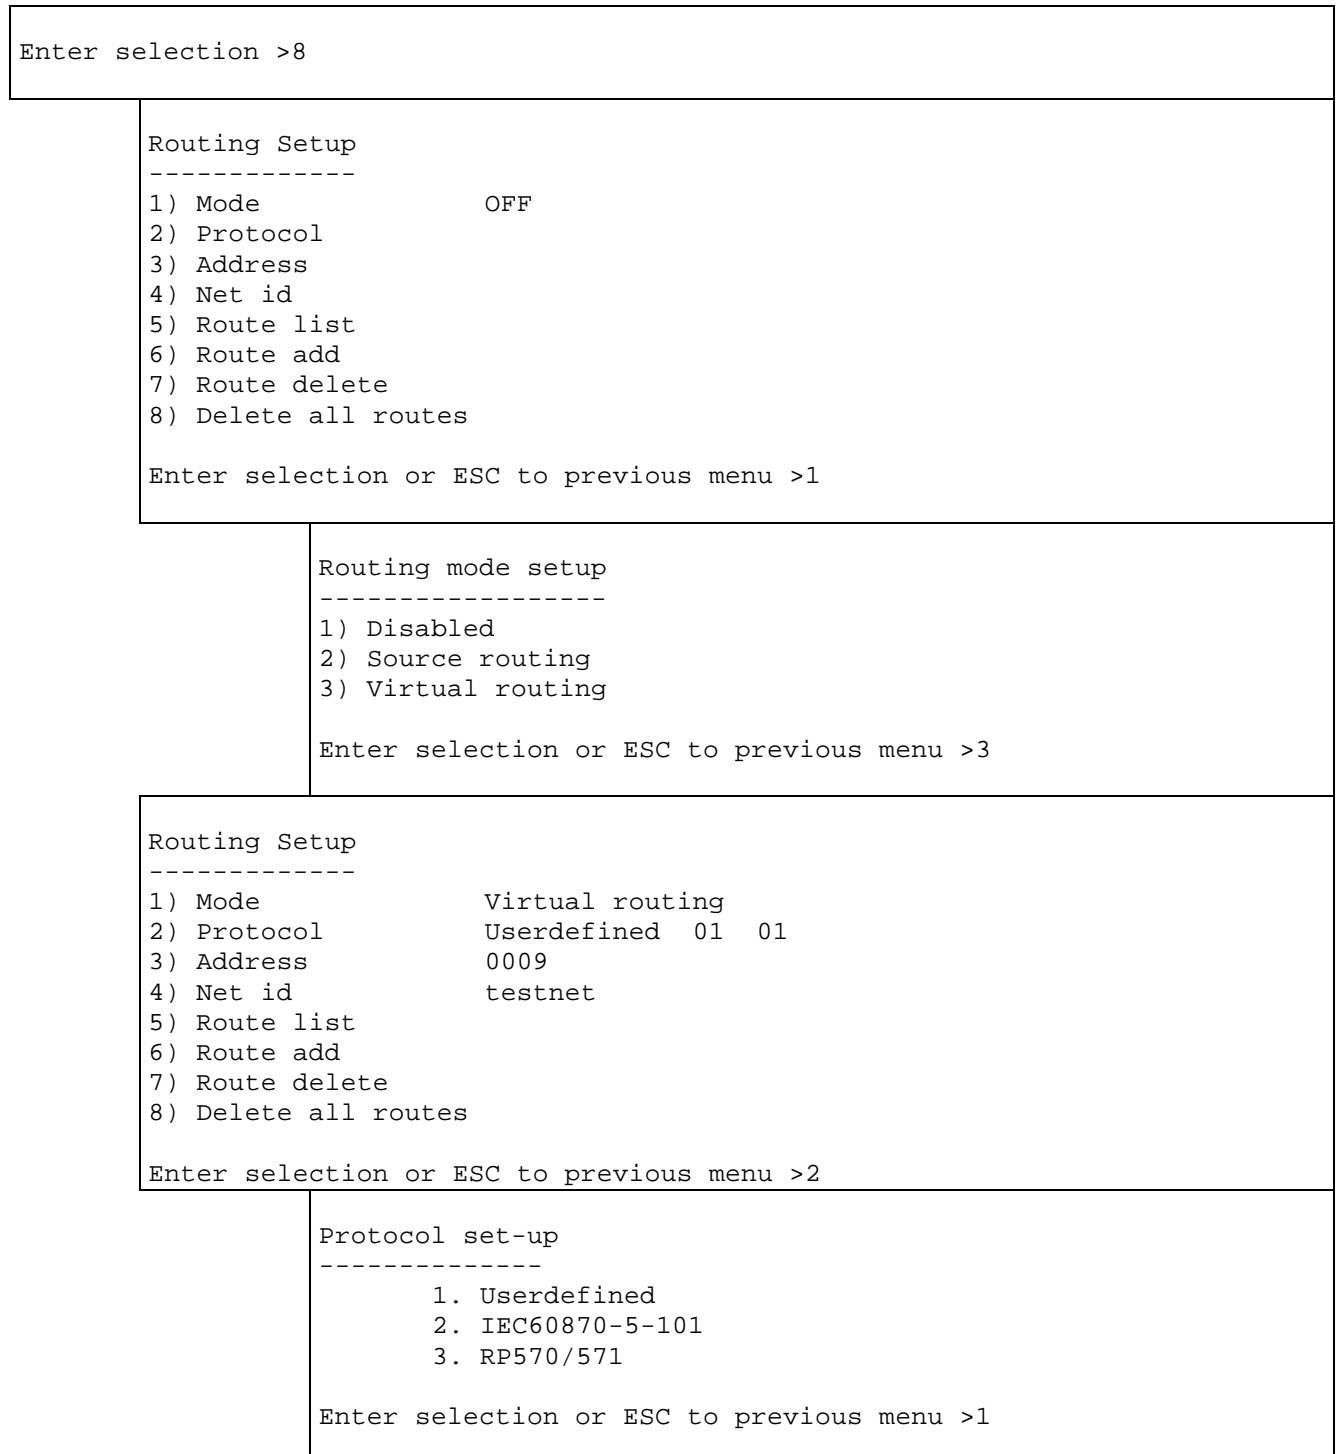 Enter selection >8
Routing Setup
-------------
1) Mode              OFF
2) Protocol
3) Address
4) Net id
5) Route list
6) Route add
7) Route delete
8) Delete all routes
Enter selection or ESC to previous menu >1
Routing mode setup
------------------
1) Disabled
2) Source routing
3) Virtual routing
Enter selection or ESC to previous menu >3
Routing Setup
-------------
1) Mode              Virtual routing
2) Protocol          Userdefined  01  01
3) Address           0009
4) Net id            testnet
5) Route list
6) Route add
7) Route delete
8) Delete all routes
Enter selection or ESC to previous menu >2
Protocol set-up
--------------
1. Userdefined
2. IEC60870-5-101
3. RP570/571
Enter selection or ESC to previous menu >1